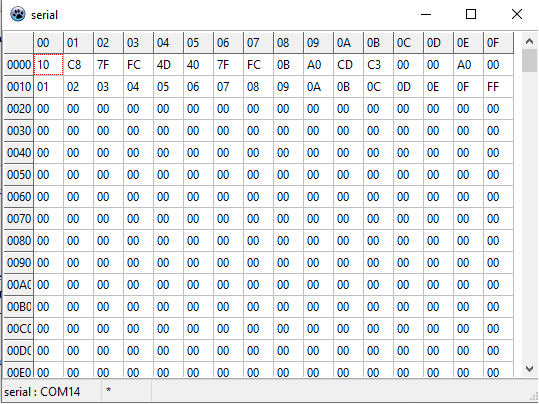 serial
00 01 02 03 04 05 06 07 08 09 0A 0B 0C 0D 0E 0F
0000 10 C8 7F FC 4D 40 7F FC 0B A0 CD C3 00 00 A0 00
0010 01 02 03 04 05 06 07 08 09 0A 0B 0C 0D 0E 0F FF
0020 00 00 00 00 00 00 00 00 00 00 00 00 00 00 00 00
0030 00 00 00 00 00 00 00 00 00 00 00 00 00 00 00 00
0040 00 00 00 00 00 00 00 00 00 00 00 00 00 00 00 00
0050 00 00 00 00 00 00 00 00 00 00 00 00 00 00 00 00
0060 00 00 00 00 00 00 00 00 00 00 00 00 00 00 00 00
0070 00 00 00 00 00 00 00 00 00 00 00 00 00 00 00 00
0080 00 00 00 00 00 00 00 00 00 00 00 00 00 00 00 00
0090 00 00 00 00 00 00 00 00 00 00 00 00 00 00 00 00
00A0 00 00 00 00 00 00 00 00 00 00 00 00 00 00 00 00
00B0 00 00 00 00 00 00 00 00 00 00 00 00 00 00 00 00
00C0 00 00 00 00 00 00 00 00 00 00 00 00 00 00 00 00
00D0 00 00 00 00 00 00 00 00 00 00 00 00 00 00 00 00
00E0 00 00 00 00 00 00 00 00 00 00 00 00 00 00 00 00
serial : COM14 *